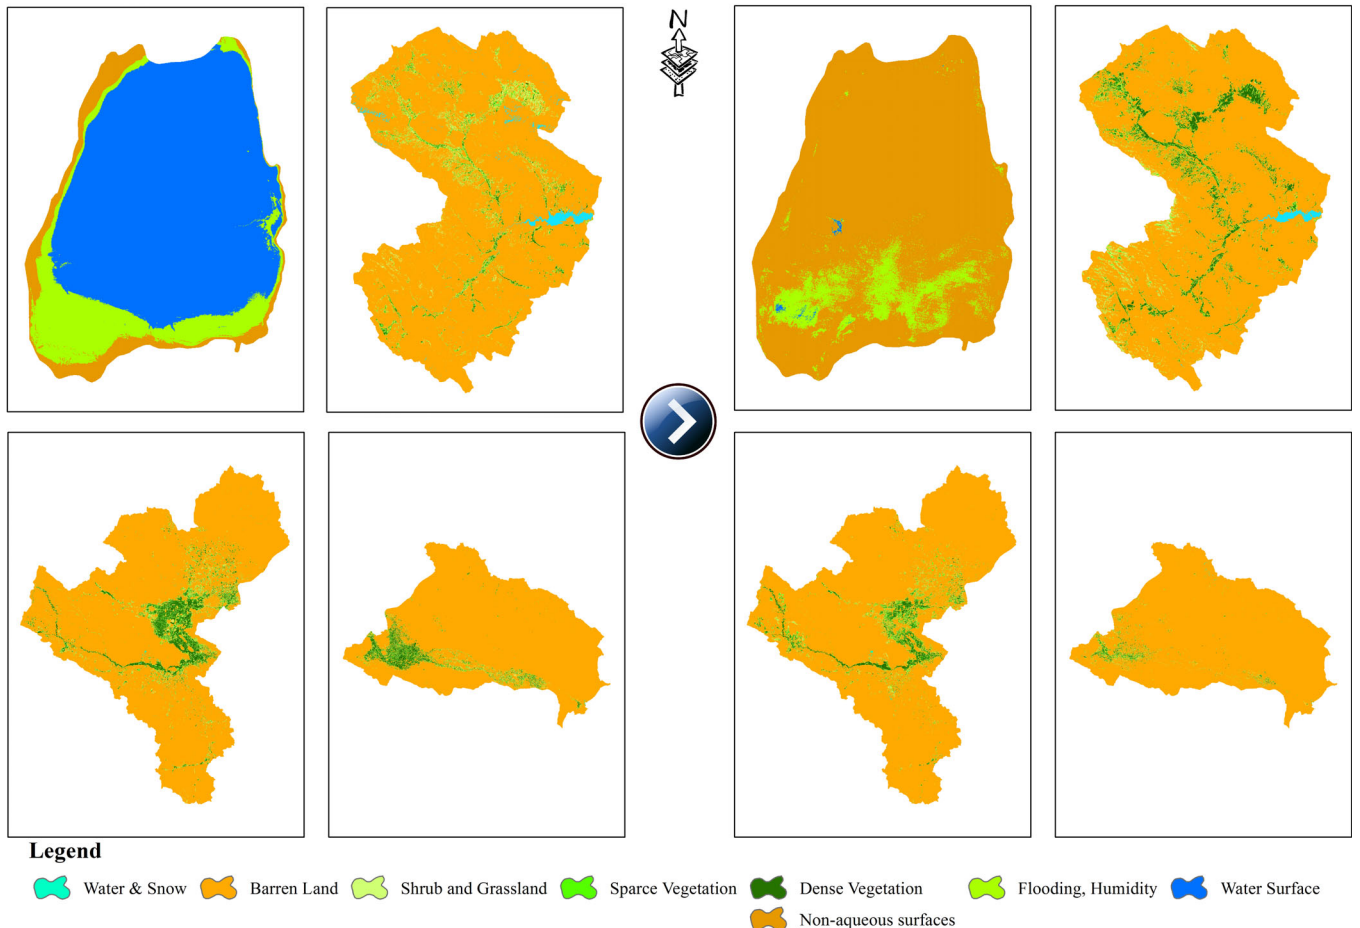 N
Legend
Water & Snow Barren Land Shrub and Grassland Sparce Vegetation Dense Vegetation Flooding, Humidity Water Surface
Non-aqueous surfaces